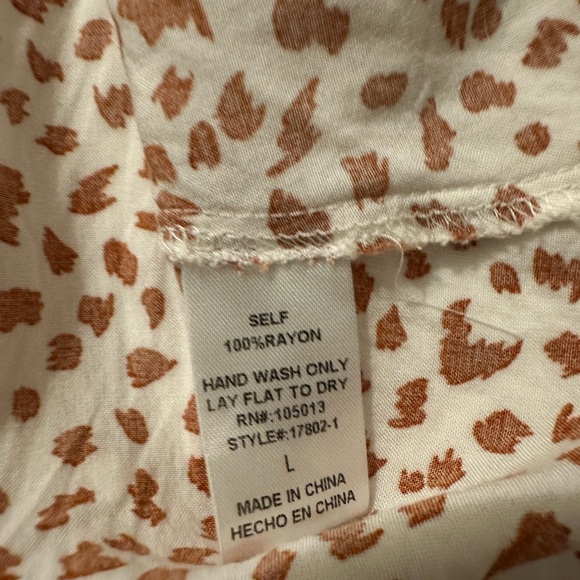 SELF
100%RAYON
HAND WASH ONLY
LAY FLAT TO DRY
RN#:105013
STYLE#:17802-1
L
MADE IN CHINA
HECHO EN CHINA